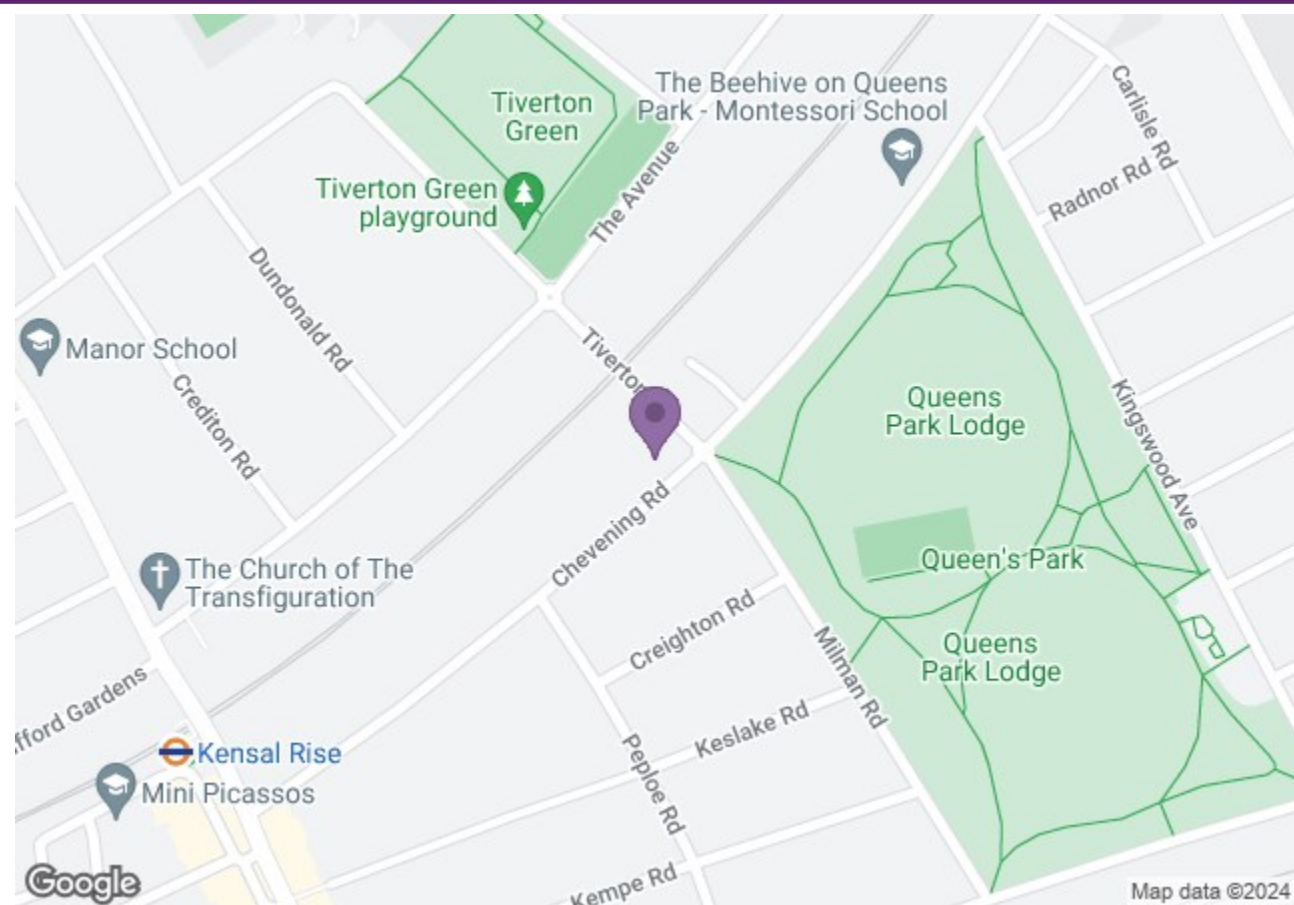 The Beehive on Queens
Park - Montessori School
Carlisle Rd
Tiverton
Green
Radnor Rd
Tiverton Green
playground
The Avenue
Dundonald Rd
Manor School
Tiverton
Crediton Rd
Queens
Park Lodge
Kingswood Ave
Chevening Rd
The Church of The
Transfiguration
Queen's Park
Creighton Rd
Milman Rd
Queens
Park Lodge
fford Gardens
Keslake Rd
Kensal Rise
Peploe Rd
Mini Picassos
Kempe Rd
Google
Map data ©2024